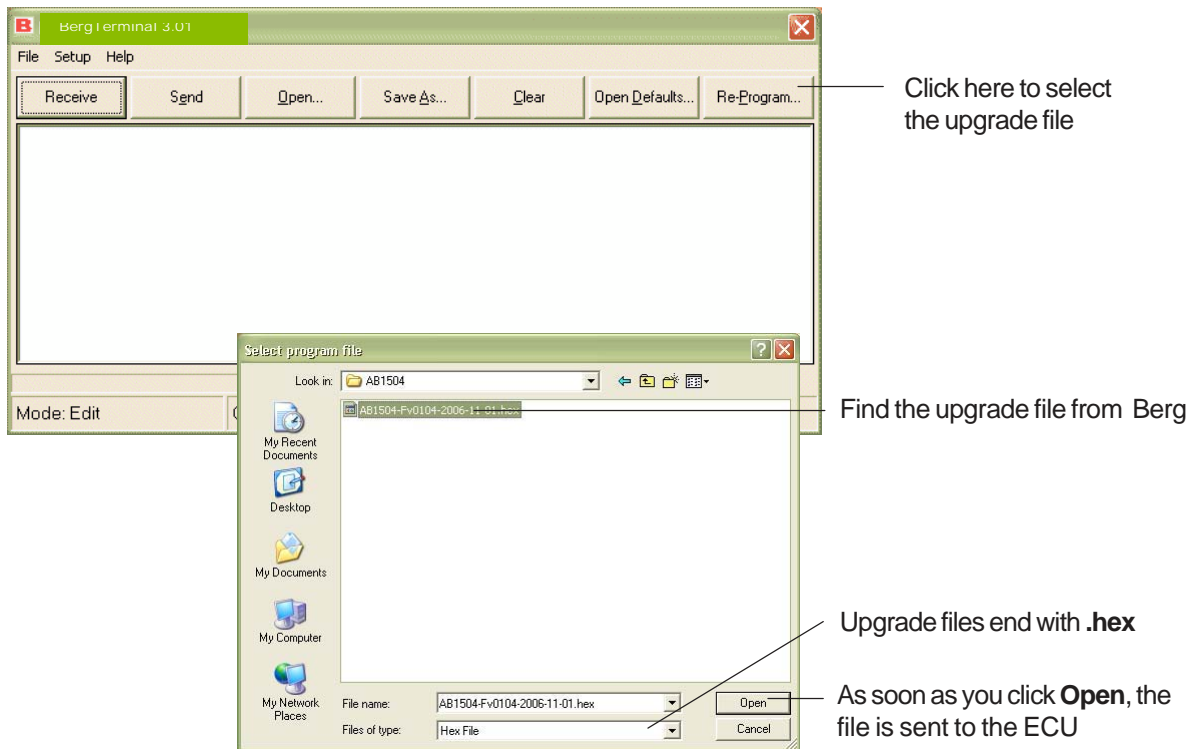 B BergTerminal 3.01
File Setup Help
Receive Send Open... Save As... Clear Open Defaults... Re-Program...
Click here to select
the upgrade file
Mode: Edit
Select program file
Look in: AB1504
AB1504-Fv0104-2006-11-01.hex
Find the upgrade file from Berg
My Recent
Documents
Desktop
My Documents
My Computer
My Network
Places
Upgrade files end with .hex
File name: AB1504-Fv0104-2006-11-01.hex Open
As soon as you click Open, the
file is sent to the ECU
Files of type: Hex File Cancel